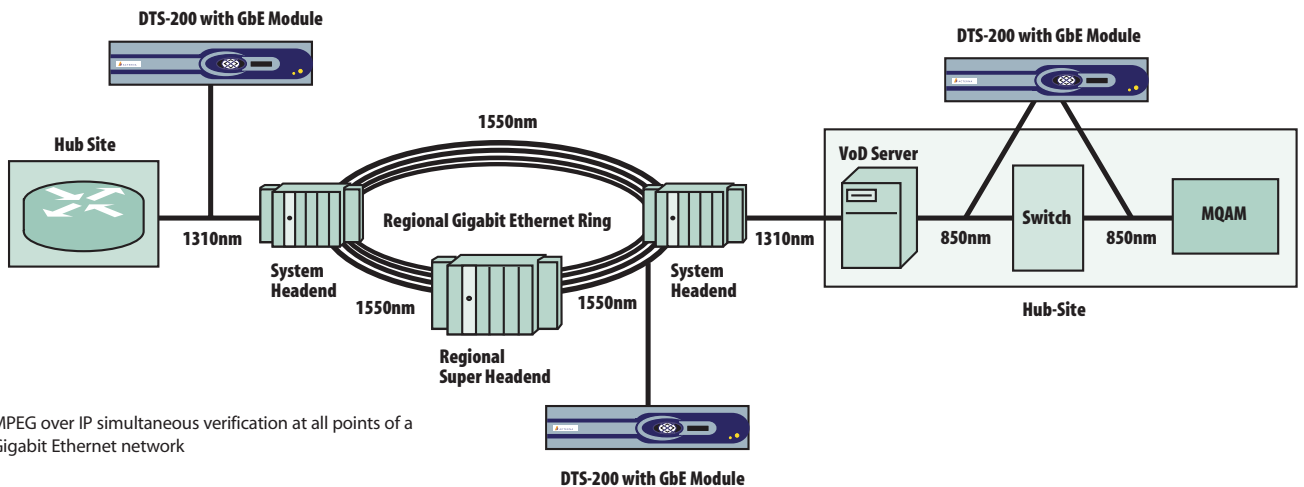 DTS-200 with GbE Module
DTS-200 with GbE Module
1550nm
Hub Site
VoD Server
Regional Gigabit Ethernet Ring
Switch
MQAM
1310nm
1310nm
850nm
850nm
System
Headend
System
Headend
1550nm
1550nm
Hub-Site
Regional
Super Headend
MPEG over IP simultaneous verification at all points of a
Gigabit Ethernet network
DTS-200 with GbE Module